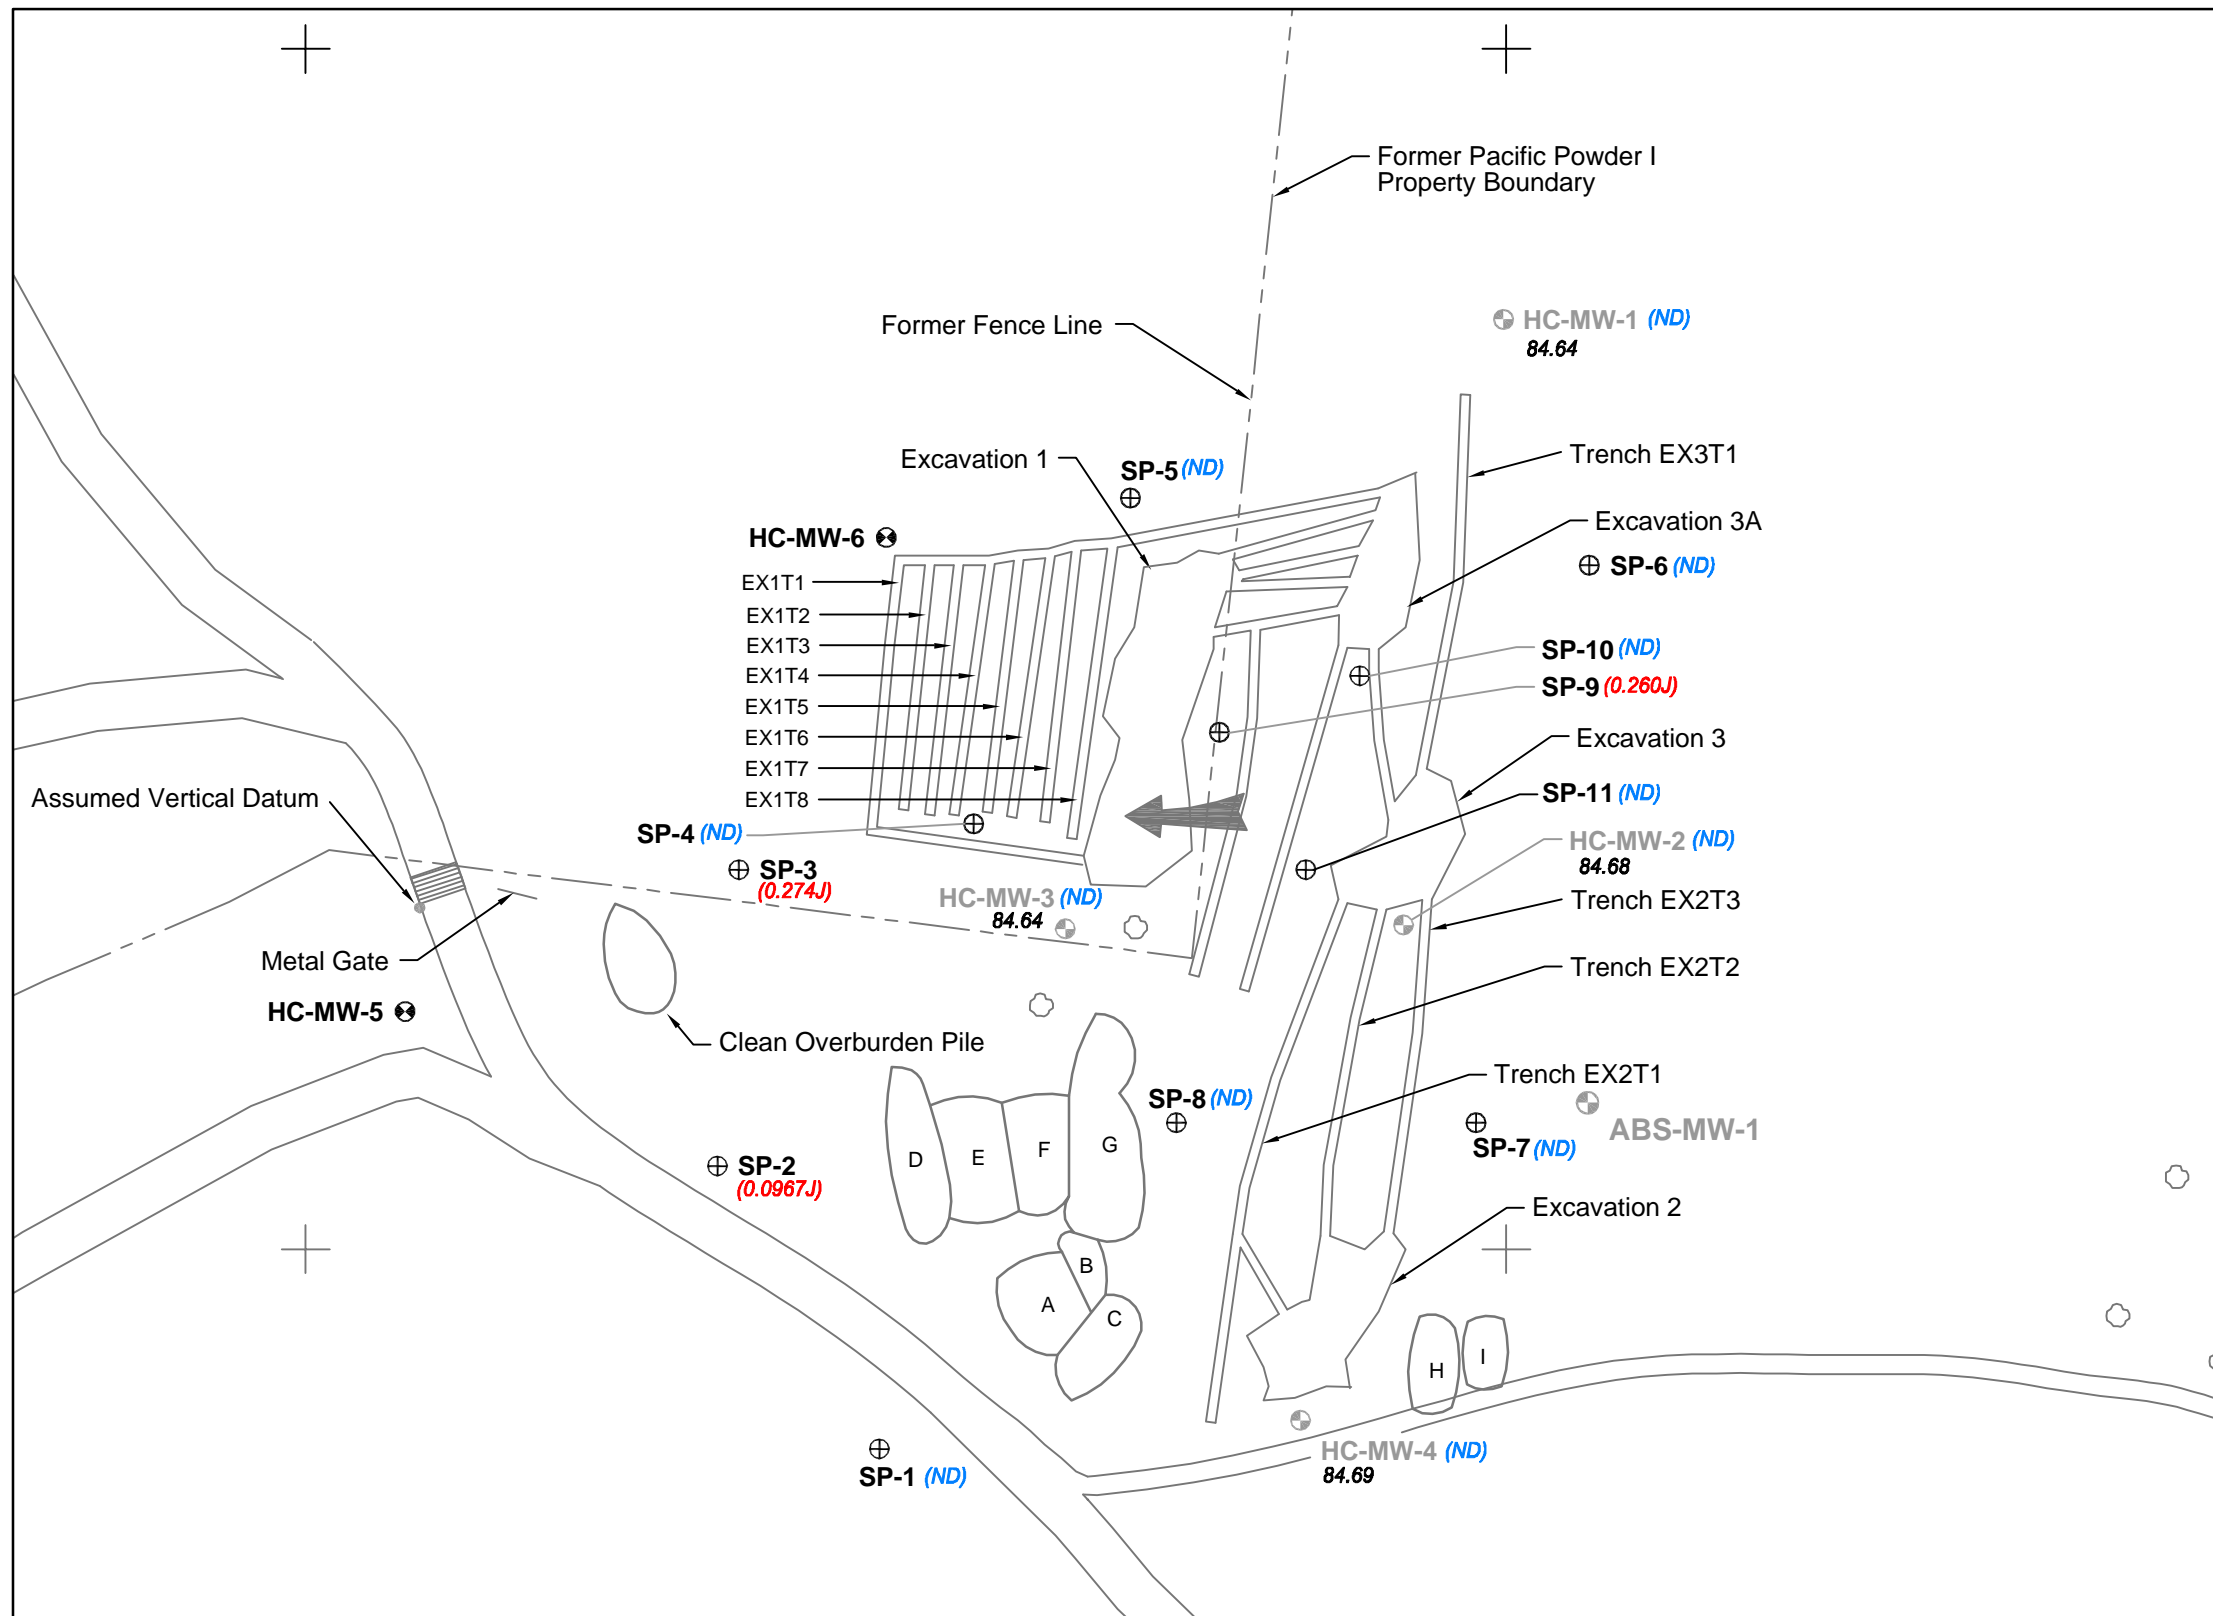 Former Pacific Powder I
Property Boundary
Former Fence Line
HC-MW-1 (ND)
84.64
Excavation 1
SP-5 (ND)
Trench EX3T1
Excavation 3A
HC-MW-6
SP-6 (ND)
EX1T1
EX1T2
EX1T3
EX1T4
EX1T5
EX1T6
EX1T7
EX1T8
SP-10 (ND)
SP-9 (0.260J)
Excavation 3
SP-11 (ND)
Assumed Vertical Datum
SP-4 (ND)
SP-3
(0.274J)
HC-MW-2 (ND)
84.68
HC-MW-3 (ND)
84.64
Trench EX2T3
Metal Gate
Trench EX2T2
HC-MW-5
Clean Overburden Pile
Trench EX2T1
SP-8 (ND)
ABS-MW-1
SP-7 (ND)
D
E
F
G
SP-2
(0.0967J)
Excavation 2
B
A
C
H
I
HC-MW-4 (ND)
84.69
SP-1 (ND)